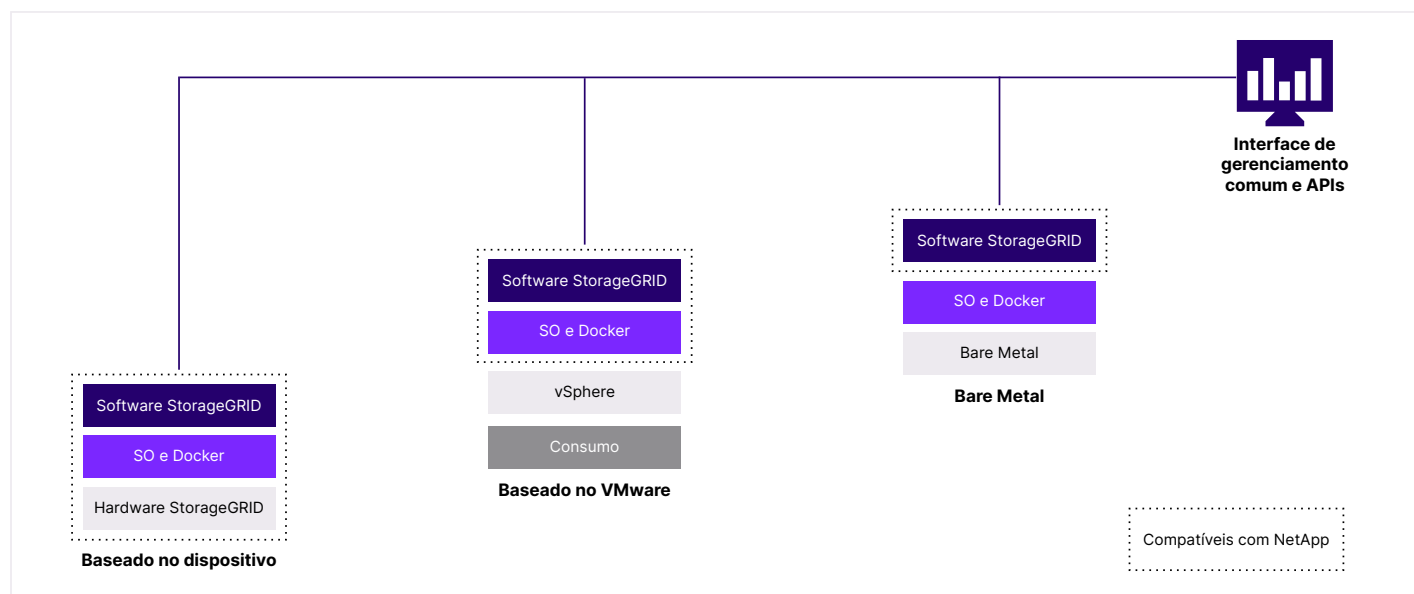 Interface de
gerenciamento
comum e APIs
Software StorageGRID
SO e Docker
Bare Metal
Bare Metal
Software StorageGRID
SO e Docker
vSphere
Consumo
Baseado no VMware
Software StorageGRID
SO e Docker
Hardware StorageGRID
Baseado no dispositivo
Compatíveis com NetApp